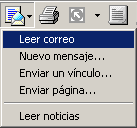 Leer correo
Nuevo mensaje...
Enviar un vínculo...
Enviar página...
Leer noticias